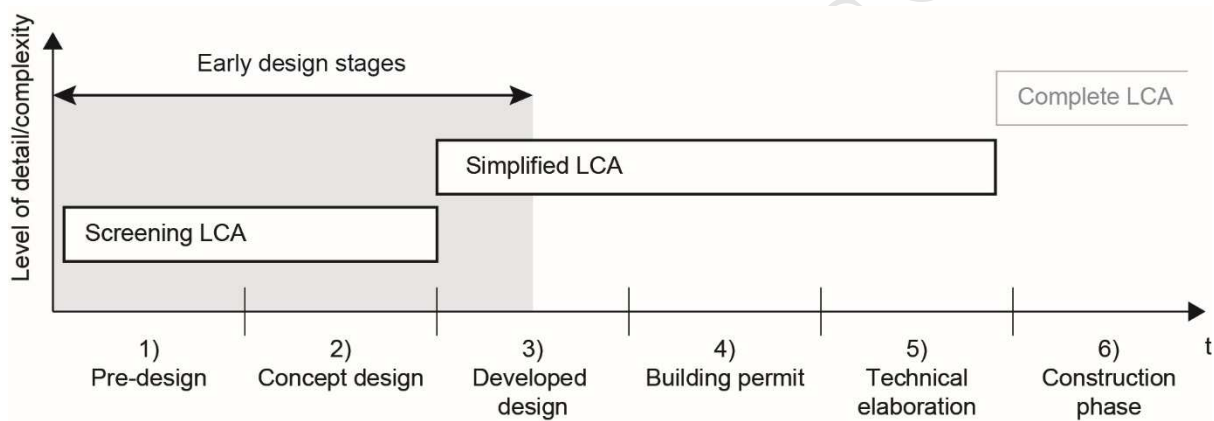 Level of detail/complexity
Early design stages
Complete LCA
Simplified LCA
Screening LCA
t
1)
Pre-design
2)
Concept design
3)
Developed
design
4)
Building permit
5)
Technical
elaboration
6)
Construction
phase